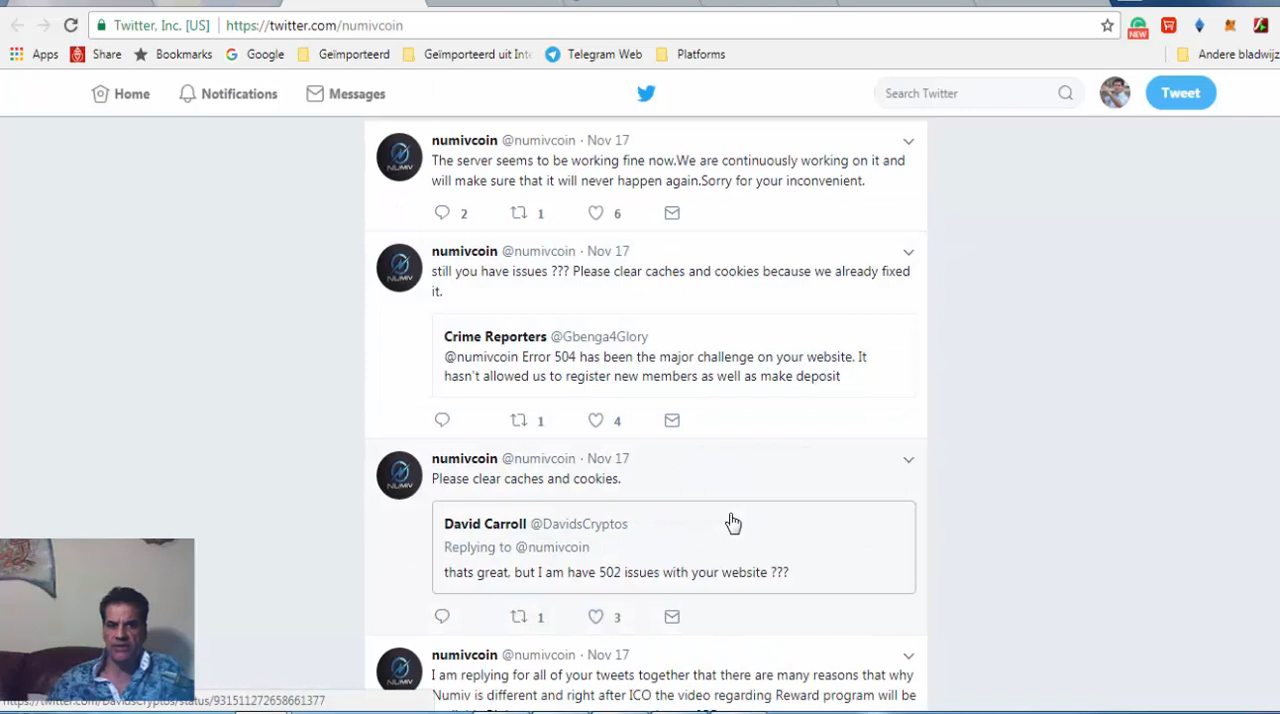 Twitter, Inc. [US] https://twitter.com/numivcoin
NEW
Apps Share Bookmarks Google Geïmporteerd Geïmporteerd uit Inte Telegram Web Platforms Andere bladwijz
Home Notifications Messages Search Twitter Tweet
numivcoin @numivcoin · Nov 17
The server seems to be working fine now.We are continuously working on it and
will make sure that it will never happen again.Sorry for your inconvenient.
2 1 6
numivcoin @numivcoin · Nov 17
still you have issues ??? Please clear caches and cookies because we already fixed
it.
Crime Reporters @Gbenga4Glory
@numivcoin Error 504 has been the major challenge on your website. It
hasn't allowed us to register new members as well as make deposit
1 4
numivcoin @numivcoin · Nov 17
Please clear caches and cookies.
David Carroll @DavidsCryptos
Replying to @numivcoin
thats great, but I am have 502 issues with your website ???
1 3
numivcoin @numivcoin · Nov 17
I am replying for all of your tweets together that there are many reasons that why
Numiv is different and right after ICO the video regarding Reward program will be
https://twitter.com/DavidsCryptos/status/931511272658661377